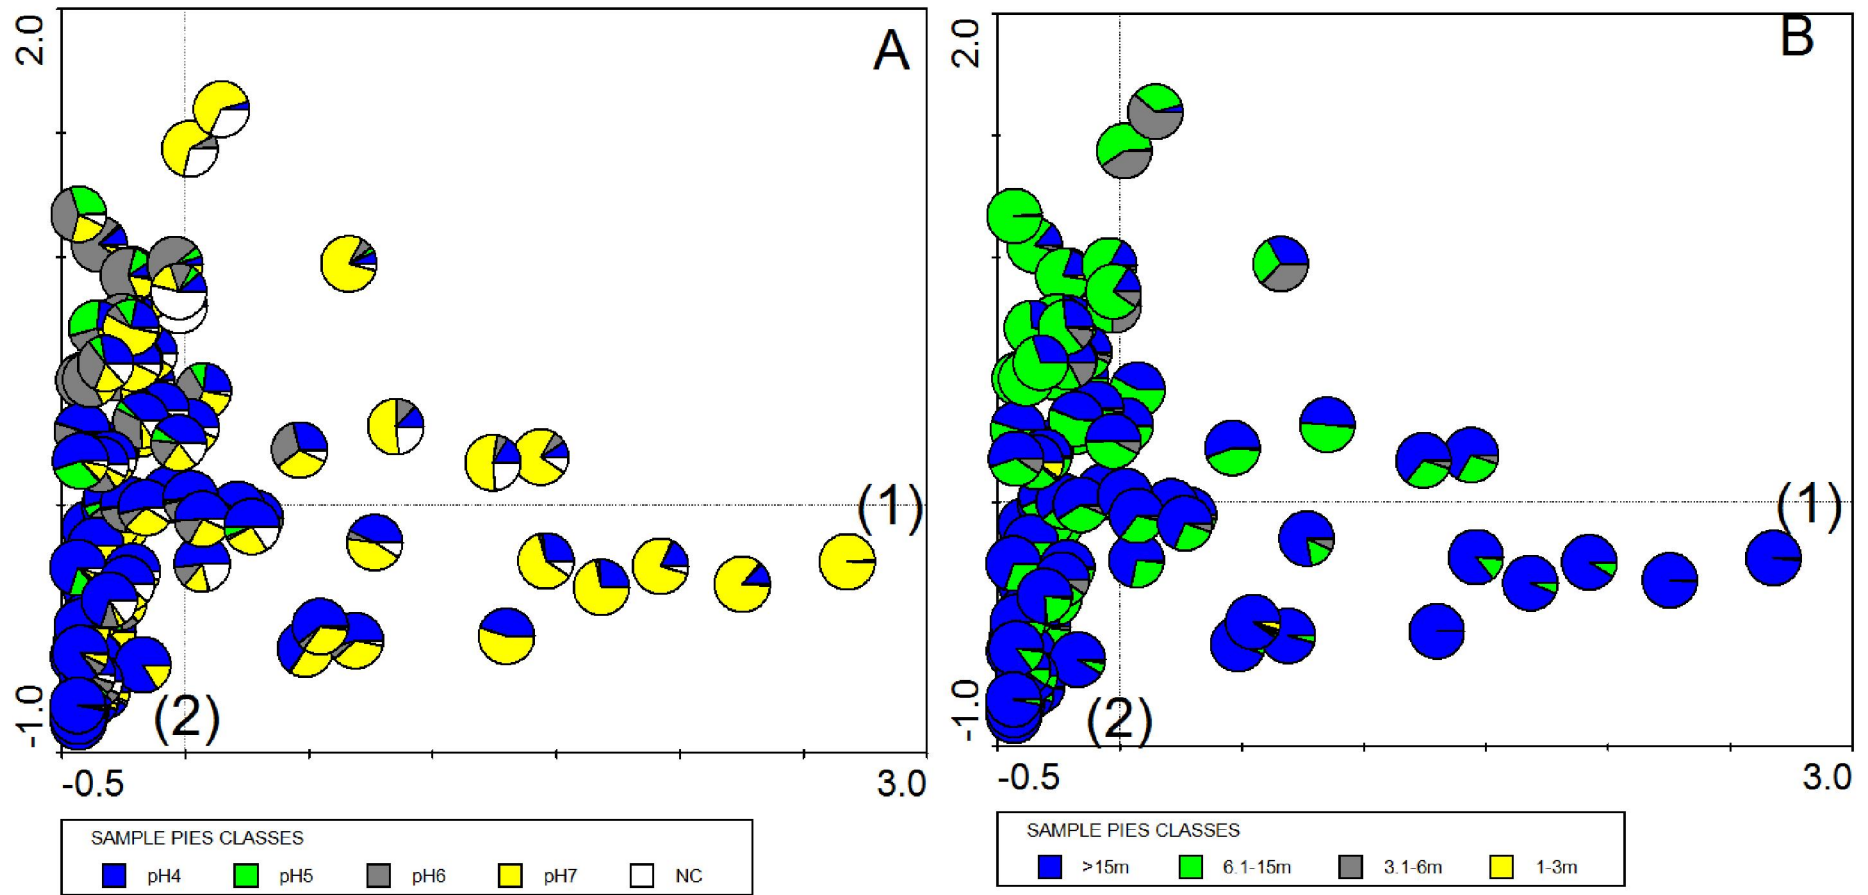 2.0
A
(1)
-1.0
(2)
-0.5
3.0
SAMPLE PIES CLASSES
pH4
pH5
pH6
pH7
NC
2.0
B
(1)
-1.0
(2)
-0.5
3.0
SAMPLE PIES CLASSES
>15m
6.1-15m
3.1-6m
1-3m